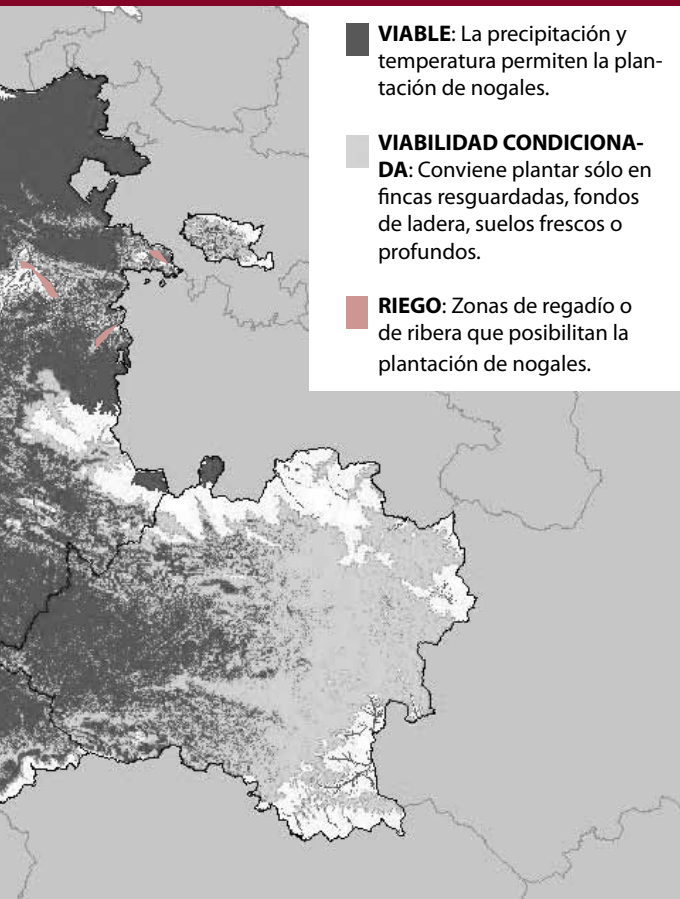 VIABLE: La precipitación y
temperatura permiten la plan-
tación de nogales.
VIABILIDAD CONDICIONA-
DA: Conviene plantar sólo en
fincas resguardadas, fondos
de ladera, suelos frescos o
profundos.
RIEGO: Zonas de regadío o
de ribera que posibilitan la
plantación de nogales.